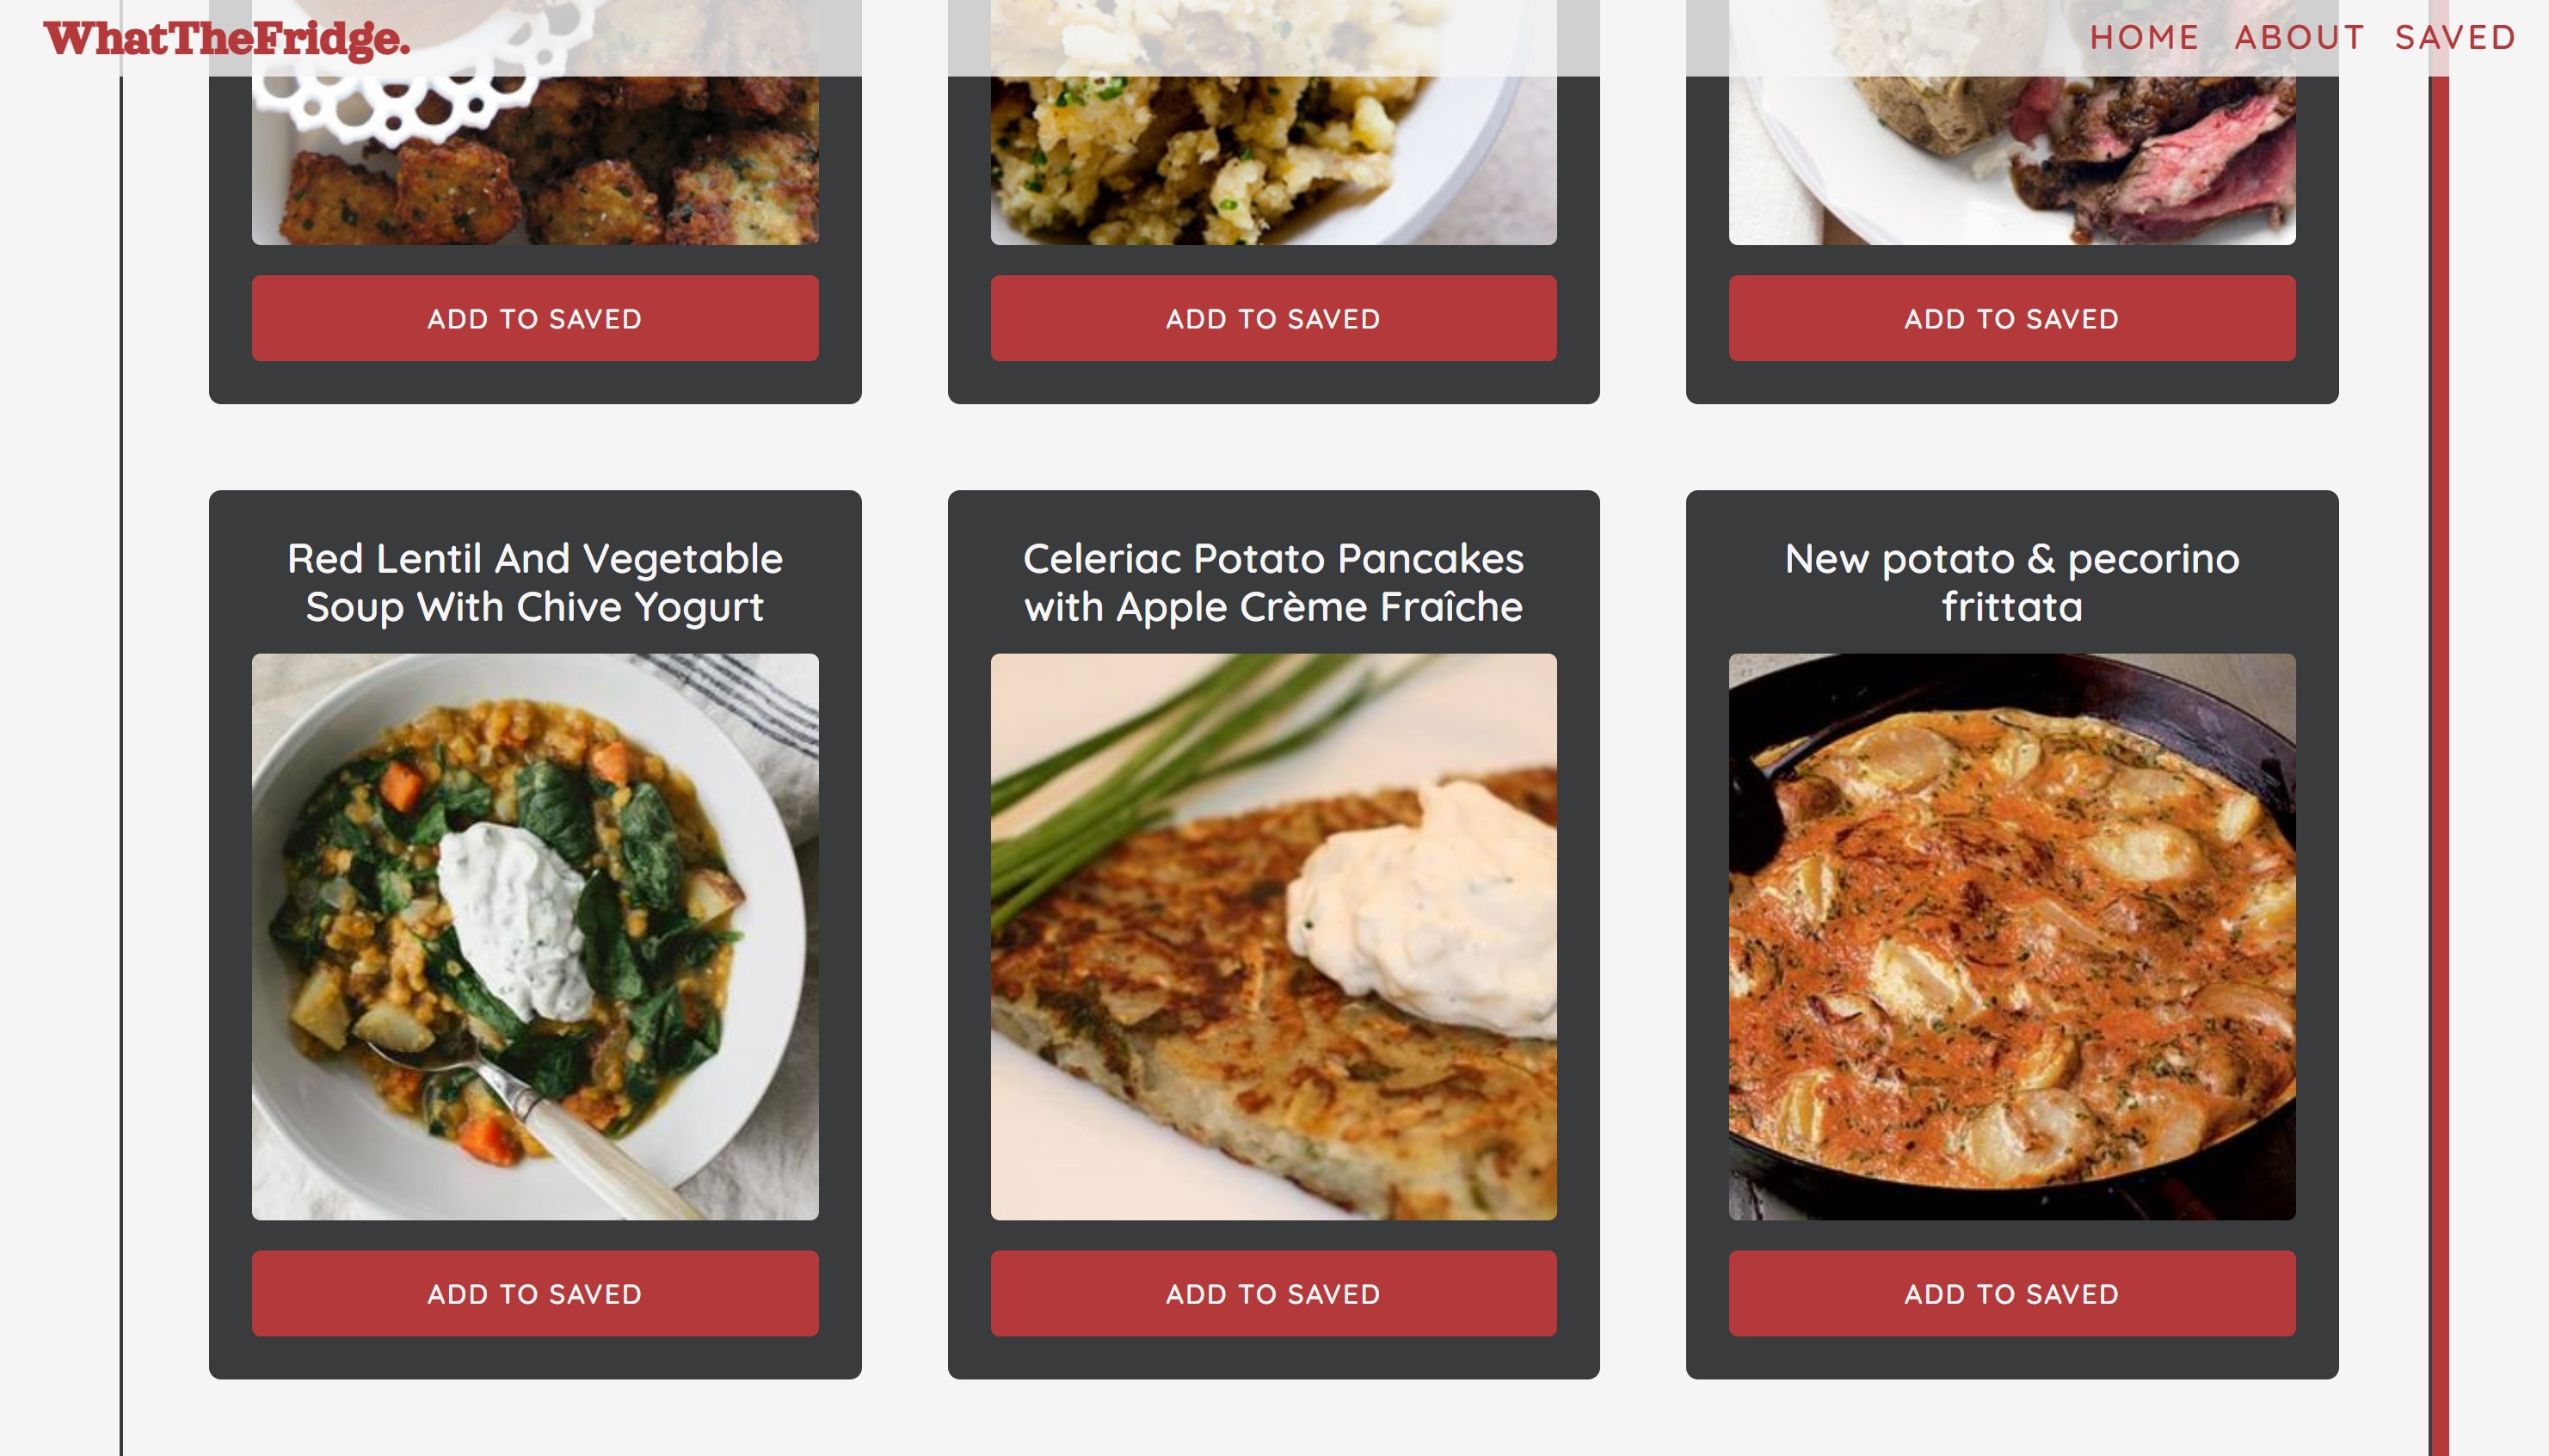 WhatTheFridge.
HOME ABOUT SAVED
ADD TO SAVED
ADD TO SAVED
ADD TO SAVED
Red Lentil And Vegetable
Soup With Chive Yogurt
Celeriac Potato Pancakes
with Apple Crème Fraîche
New potato & pecorino
frittata
ADD TO SAVED
ADD TO SAVED
ADD TO SAVED